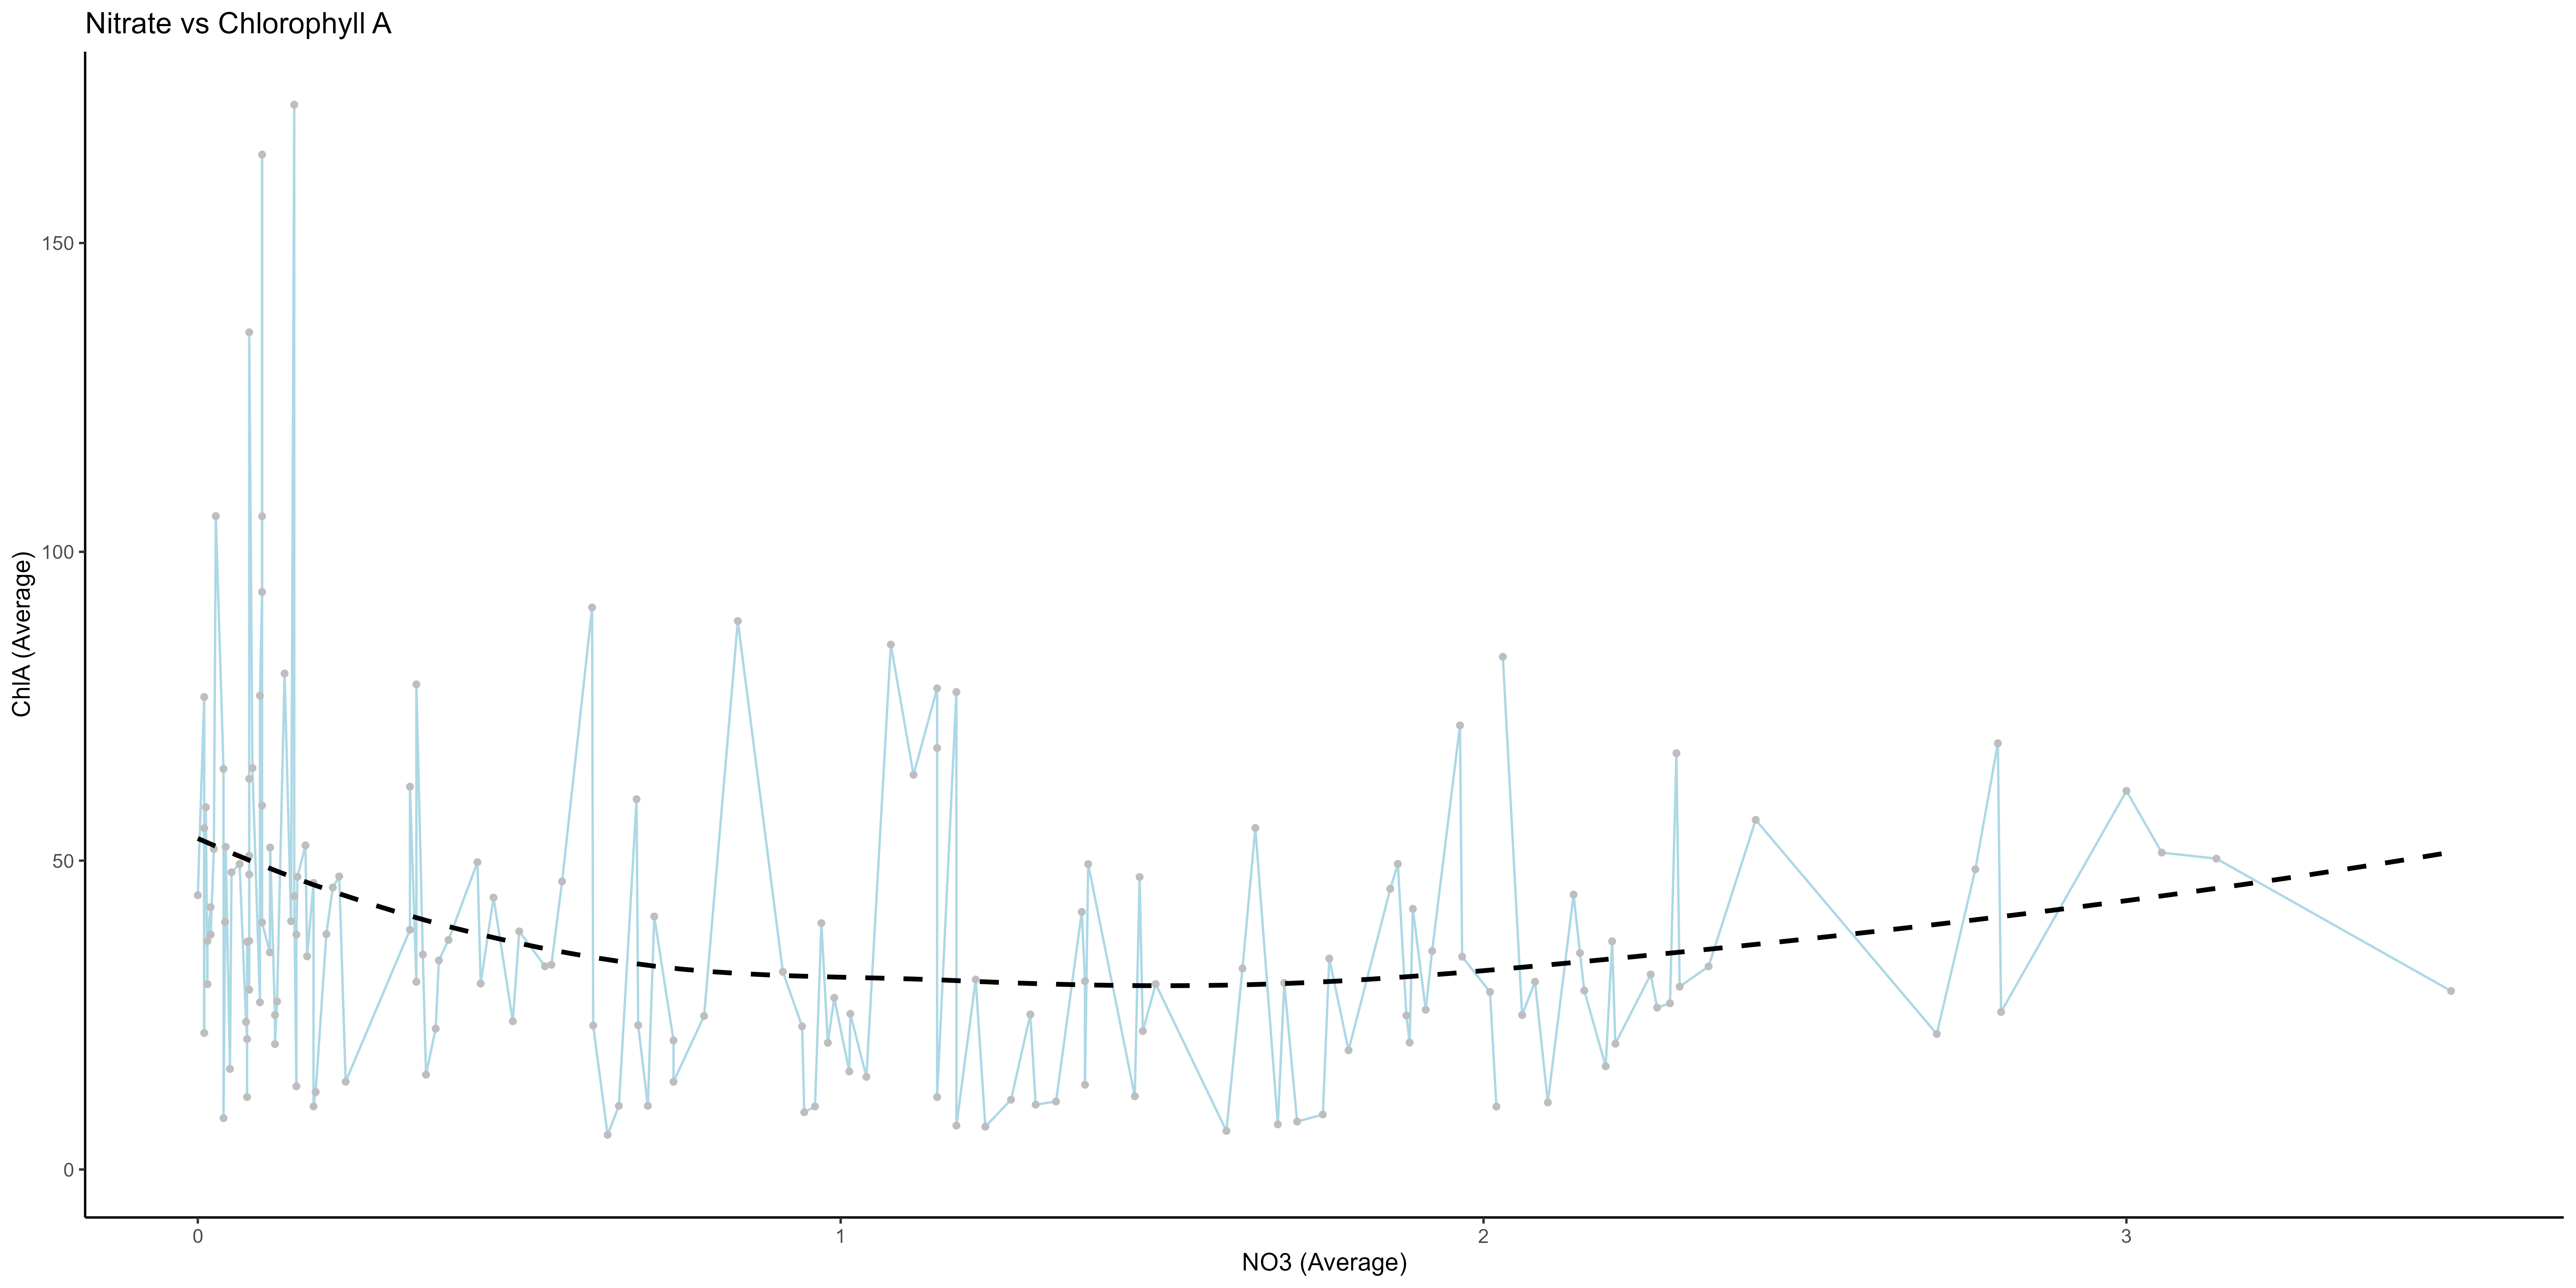 Nitrate vs Chlorophyll A
150
100
50
0
ChlA (Average)
0 1 2 3
NO3 (Average)